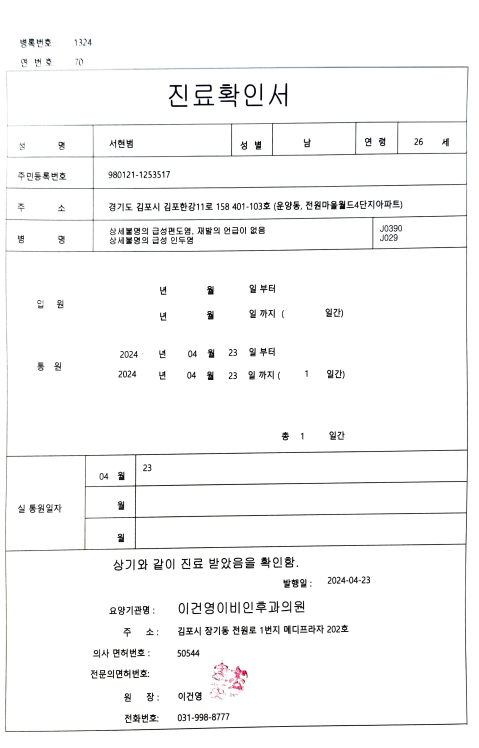 병록번호 1324
연 번 호 70
진료확인서
성 명 서현범 성 별 남 연 령 26 세
주민등록번호 980121-1253517
주 소 경기도 김포시 김포한강11로 158 401-103호 (운양동, 전원마을월드4단지아파트)
병 명 상세불명의 급성편도염, 재발의 언급이 없음 J0390
상세불명의 급성 인두염 J029
입 원 년 월 일 부터
년 월 일 까지 ( 일간)
통 원 2024 년 04 월 23 일 부터
2024 년 04 월 23 일 까지 ( 1 일간)
총 1 일간
실 통원일자 04 월 23
월
월
상기와 같이 진료 받았음을 확인함.
발행일 : 2024-04-23
요양기관명 : 이건영이비인후과의원
주 소 : 김포시 장기동 전원로 1번지 메디프라자 202호
의사 면허번호 : 50544
전문의면허번호:
원 장 : 이건영
전화번호: 031-998-8777